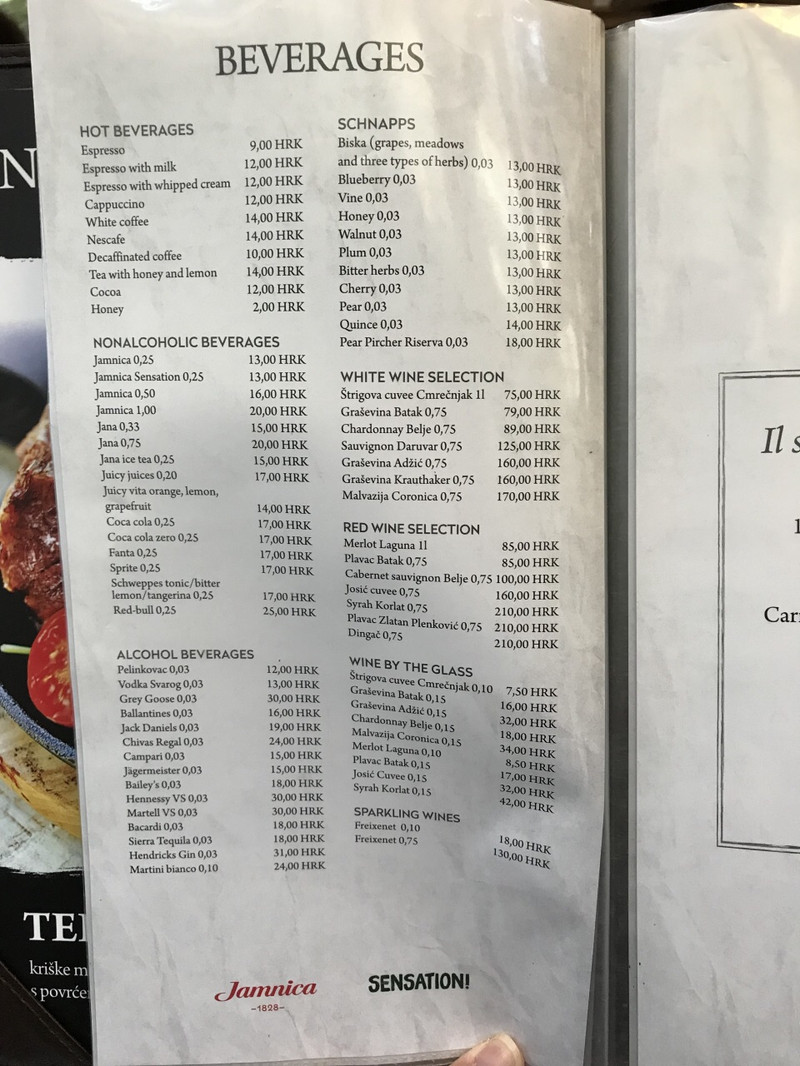 BEVERAGES
HOT BEVERAGES
Espresso 9,00 HRK
Espresso with milk 12,00 HRK
Espresso with whipped cream 12,00 HRK
Cappuccino 12,00 HRK
White coffee 14,00 HRK
Nescafe 14,00 HRK
Decaffinated coffee 10,00 HRK
Tea with honey and lemon 14,00 HRK
Cocoa 12,00 HRK
Honey 2,00 HRK
NONALCOHOLIC BEVERAGES
Jamnica 0,25 13,00 HRK
Jamnica Sensation 0,25 13,00 HRK
Jamnica 0,50 16,00 HRK
Jamnica 1,00 20,00 HRK
Jana 0,33 15,00 HRK
Jana 0,75 20,00 HRK
Jana ice tea 0,25 15,00 HRK
Juicy juices 0,20 17,00 HRK
Juicy vita orange, lemon,
grapefruit 14,00 HRK
Coca cola 0,25 17,00 HRK
Coca cola zero 0,25 17,00 HRK
Fanta 0,25 17,00 HRK
Sprite 0,25 17,00 HRK
Schweppes tonic/bitter
lemon/tangerina 0,25 17,00 HRK
Red-bull 0,25 25,00 HRK
ALCOHOL BEVERAGES
Pelinkovac 0,03 12,00 HRK
Vodka Svarog 0,03 13,00 HRK
Grey Goose 0,03 30,00 HRK
Ballantines 0,03 16,00 HRK
Jack Daniels 0,03 19,00 HRK
Chivas Regal 0,03 24,00 HRK
Campari 0,03 15,00 HRK
Jägermeister 0,03 15,00 HRK
Bailey's 0,03 18,00 HRK
Hennessy VS 0,03 30,00 HRK
Martell VS 0,03 30,00 HRK
Bacardi 0,03 18,00 HRK
Sierra Tequila 0,03 18,00 HRK
Hendricks Gin 0,03 31,00 HRK
Martini bianco 0,10 24,00 HRK
SCHNAPPS
Biska (grapes, meadows
and three types of herbs) 0,03 13,00 HRK
Blueberry 0,03 13,00 HRK
Vine 0,03 13,00 HRK
Honey 0,03 13,00 HRK
Walnut 0,03 13,00 HRK
Plum 0,03 13,00 HRK
Bitter herbs 0,03 13,00 HRK
Cherry 0,03 13,00 HRK
Pear 0,03 13,00 HRK
Quince 0,03 14,00 HRK
Pear Pircher Riserva 0,03 18,00 HRK
WHITE WINE SELECTION
Štrigova cuvee Cmrečnjak 1l 75,00 HRK
Graševina Batak 0,75 79,00 HRK
Chardonnay Belje 0,75 89,00 HRK
Sauvignon Daruvar 0,75 125,00 HRK
Graševina Adžić 0,75 160,00 HRK
Graševina Krauthaker 0,75 160,00 HRK
Malvazija Coronica 0,75 170,00 HRK
RED WINE SELECTION
Merlot Laguna 1l 85,00 HRK
Plavac Batak 0,75 85,00 HRK
Cabernet sauvignon Belje 0,75 100,00 HRK
Josić cuvee 0,75 160,00 HRK
Syrah Korlat 0,75 210,00 HRK
Plavac Zlatan Plenković 0,75 210,00 HRK
Dingač 0,75 210,00 HRK
WINE BY THE GLASS
Štrigova cuvee Cmrečnjak 0,10 7,50 HRK
Graševina Batak 0,15 16,00 HRK
Graševina Adžić 0,15 32,00 HRK
Chardonnay Belje 0,15 18,00 HRK
Malvazija Coronica 0,15 34,00 HRK
Merlot Laguna 0,10 8,50 HRK
Plavac Batak 0,15 17,00 HRK
Josić Cuvee 0,15 32,00 HRK
Syrah Korlat 0,15 42,00 HRK
SPARKLING WINES
Freixenet 0,10 18,00 HRK
Freixenet 0,75 130,00 HRK
Jamnica
-1828-
SENSATION!
N
TE
kriške m
s povrće
Il s
1
Car